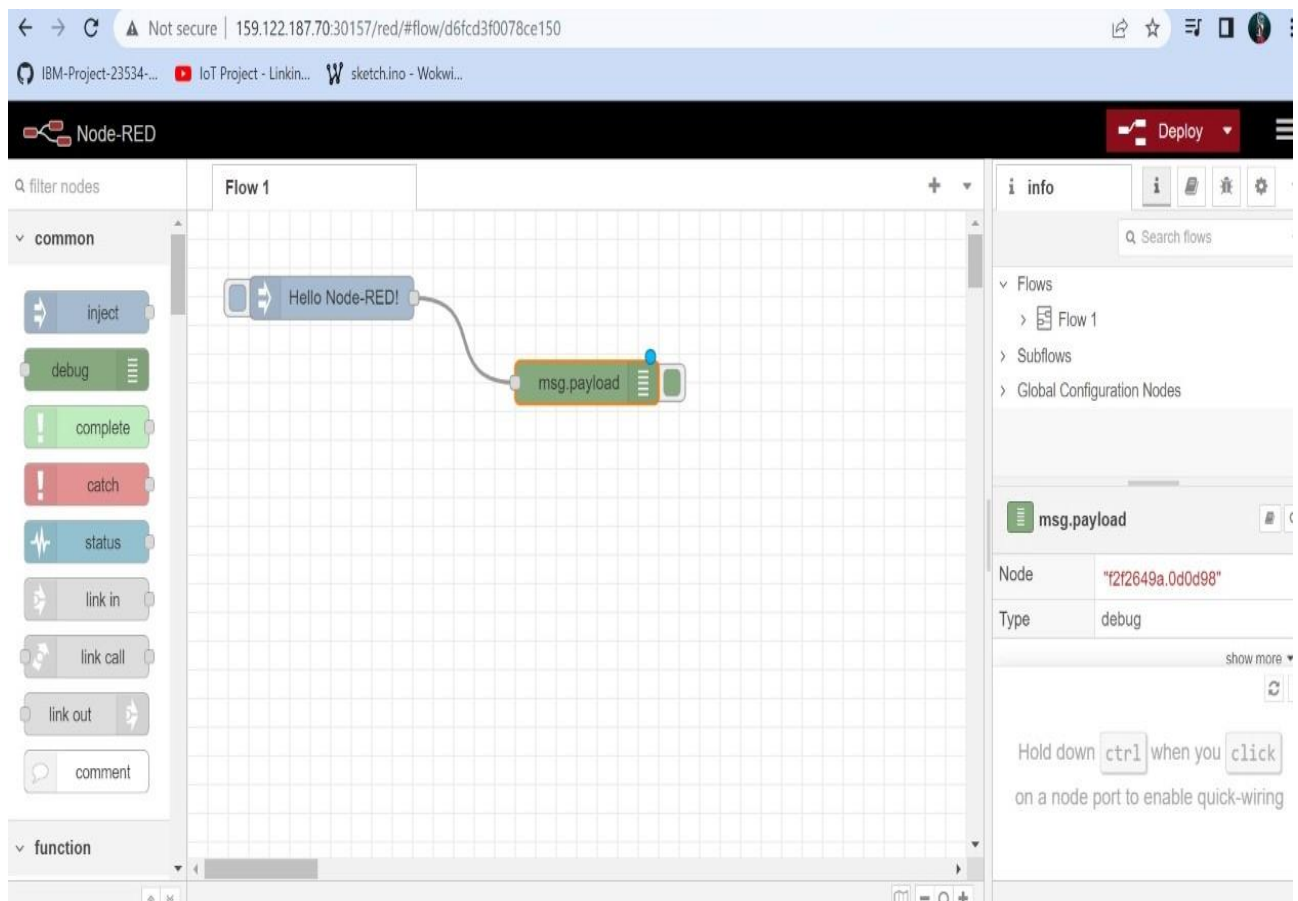 Not secure | 159.122.187.70:30157/red/#flow/d6fcd3f0078ce150
IBM-Project-23534-... IoT Project - Linkin... sketch.ino - Wokwi...
Node-RED
Deploy
filter nodes
Flow 1
i info
common
Search flows
inject
debug
complete
catch
status
link in
link call
link out
comment
function
Hello Node-RED!
msg.payload
Flows
Flow 1
Subflows
Global Configuration Nodes
msg.payload
Node "f2f2649a.0d0d98"
Type debug
show more
Hold down ctrl when you click
on a node port to enable quick-wiring